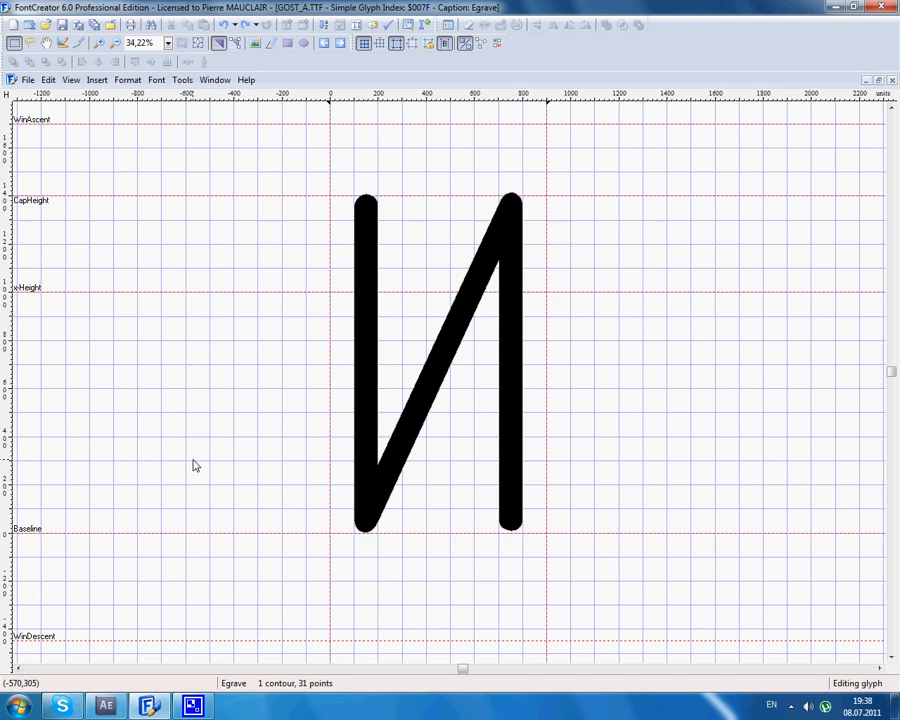 FontCreator 6.0 Professional Edition - Licensed to Pierre MAUCLAIR - [GOST_A.TTF - Simple Glyph Index: $007F - Caption: Egrave]
34,22%
File Edit View Insert Format Font Tools Window Help
H -1200 -1000 -800 -600 -400 -200 0 200 400 600 800 1000 1200 1400 1600 1800 2000 2200 units
WinAscent
CapHeight
x-Height
Baseline
WinDescent
И
(-570,305) Egrave 1 contour, 31 points Editing glyph
EN 19:38
08.07.2011